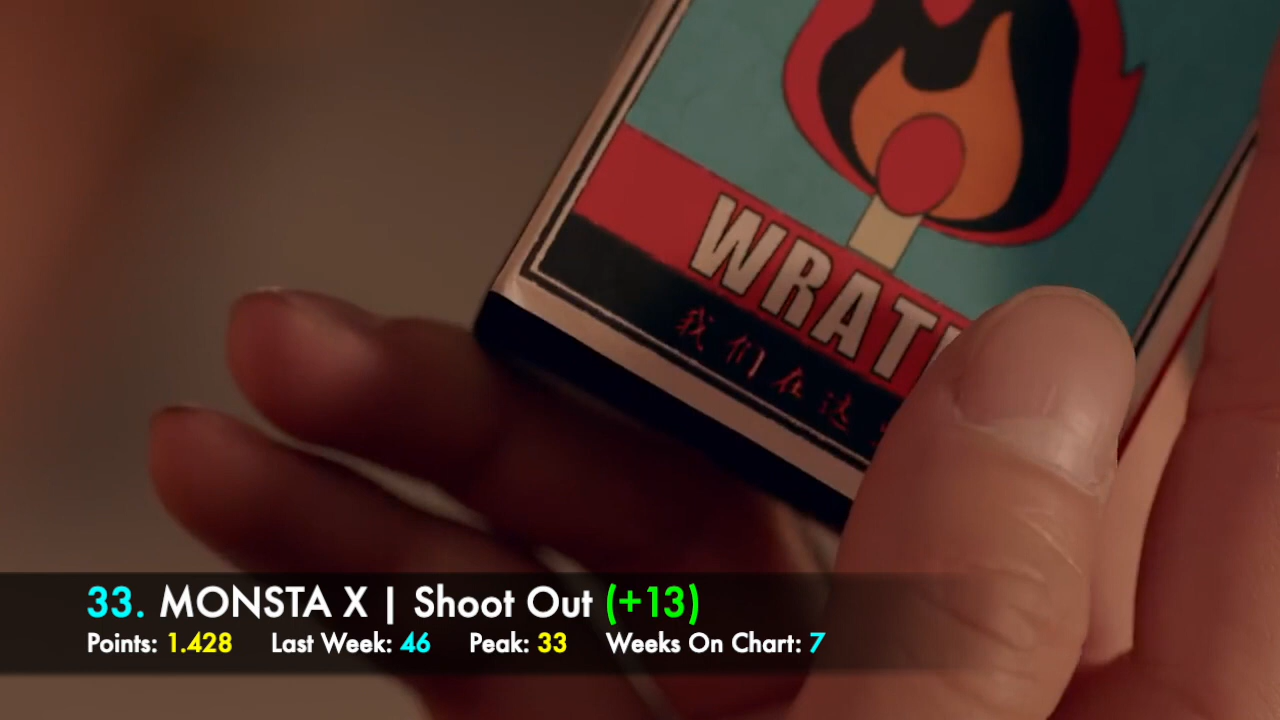 WRAT
我们在这
33. MONSTA X | Shoot Out (+13)
Points: 1.428 Last Week: 46 Peak: 33 Weeks On Chart: 7